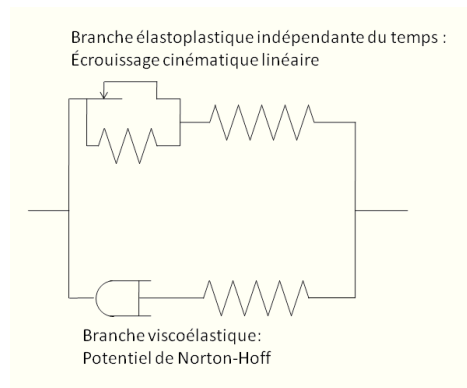 Branche élastoplastique indépendante du temps :
Écrouissage cinématique linéaire
Branche viscoélastique:
Potentiel de Norton-Hoff